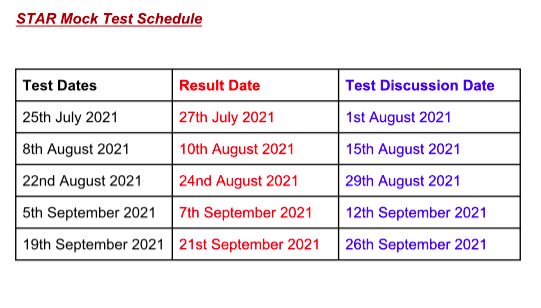 STAR Mock Test Schedule
Test Dates Result Date Test Discussion Date
25th July 2021 27th July 2021 1st August 2021
8th August 2021 10th August 2021 15th August 2021
22nd August 2021 24nd August 2021 29th August 2021
5th September 2021 7th September 2021 12th September 2021
19th September 2021 21st September 2021 26th September 2021